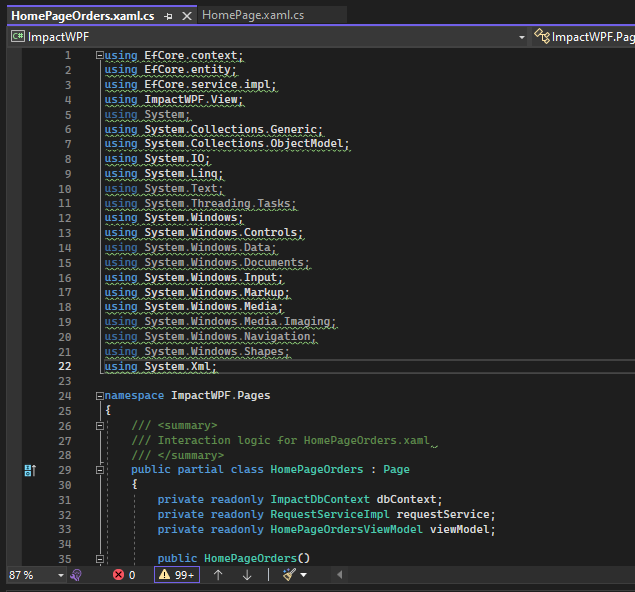 HomePageOrders.xaml.cs HomePage.xaml.cs
C# ImpactWPF ImpactWPF.Pag
1 using EfCore.context;
2 using EfCore.entity;
3 using EfCore.service.impl;
4 using ImpactWPF.View;
5 using System;
6 using System.Collections.Generic;
7 using System.Collections.ObjectModel;
8 using System.IO;
9 using System.Linq;
10 using System.Text;
11 using System.Threading.Tasks;
12 using System.Windows;
13 using System.Windows.Controls;
14 using System.Windows.Data;
15 using System.Windows.Documents;
16 using System.Windows.Input;
17 using System.Windows.Markup;
18 using System.Windows.Media;
19 using System.Windows.Media.Imaging;
20 using System.Windows.Navigation;
21 using System.Windows.Shapes;
22 using System.Xml;
23
24 namespace ImpactWPF.Pages
25 {
26 /// <summary>
27 /// Interaction logic for HomePageOrders.xaml
28 /// </summary>
29 public partial class HomePageOrders : Page
30 {
31 private readonly ImpactDbContext dbContext;
32 private readonly RequestServiceImpl requestService;
33 private readonly HomePageOrdersViewModel viewModel;
34
35 public HomePageOrders()
87 % 0 99+